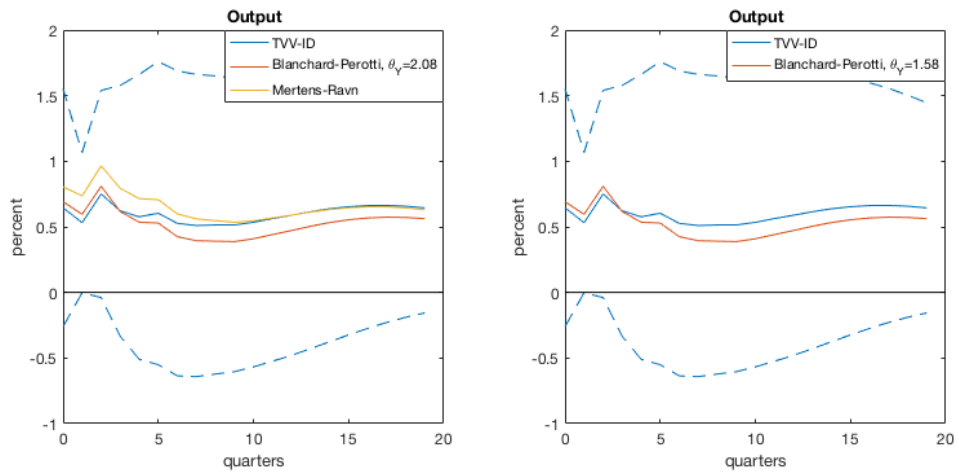 Output
2
1.5
1
0.5
0
-0.5
-1
percent
0
5
10
15
20
quarters
TVV-ID
Blanchard-Perotti, θ_Y=2.08
Mertens-Ravn
Output
2
1.5
1
0.5
0
-0.5
-1
percent
0
5
10
15
20
quarters
TVV-ID
Blanchard-Perotti, θ_Y=1.58